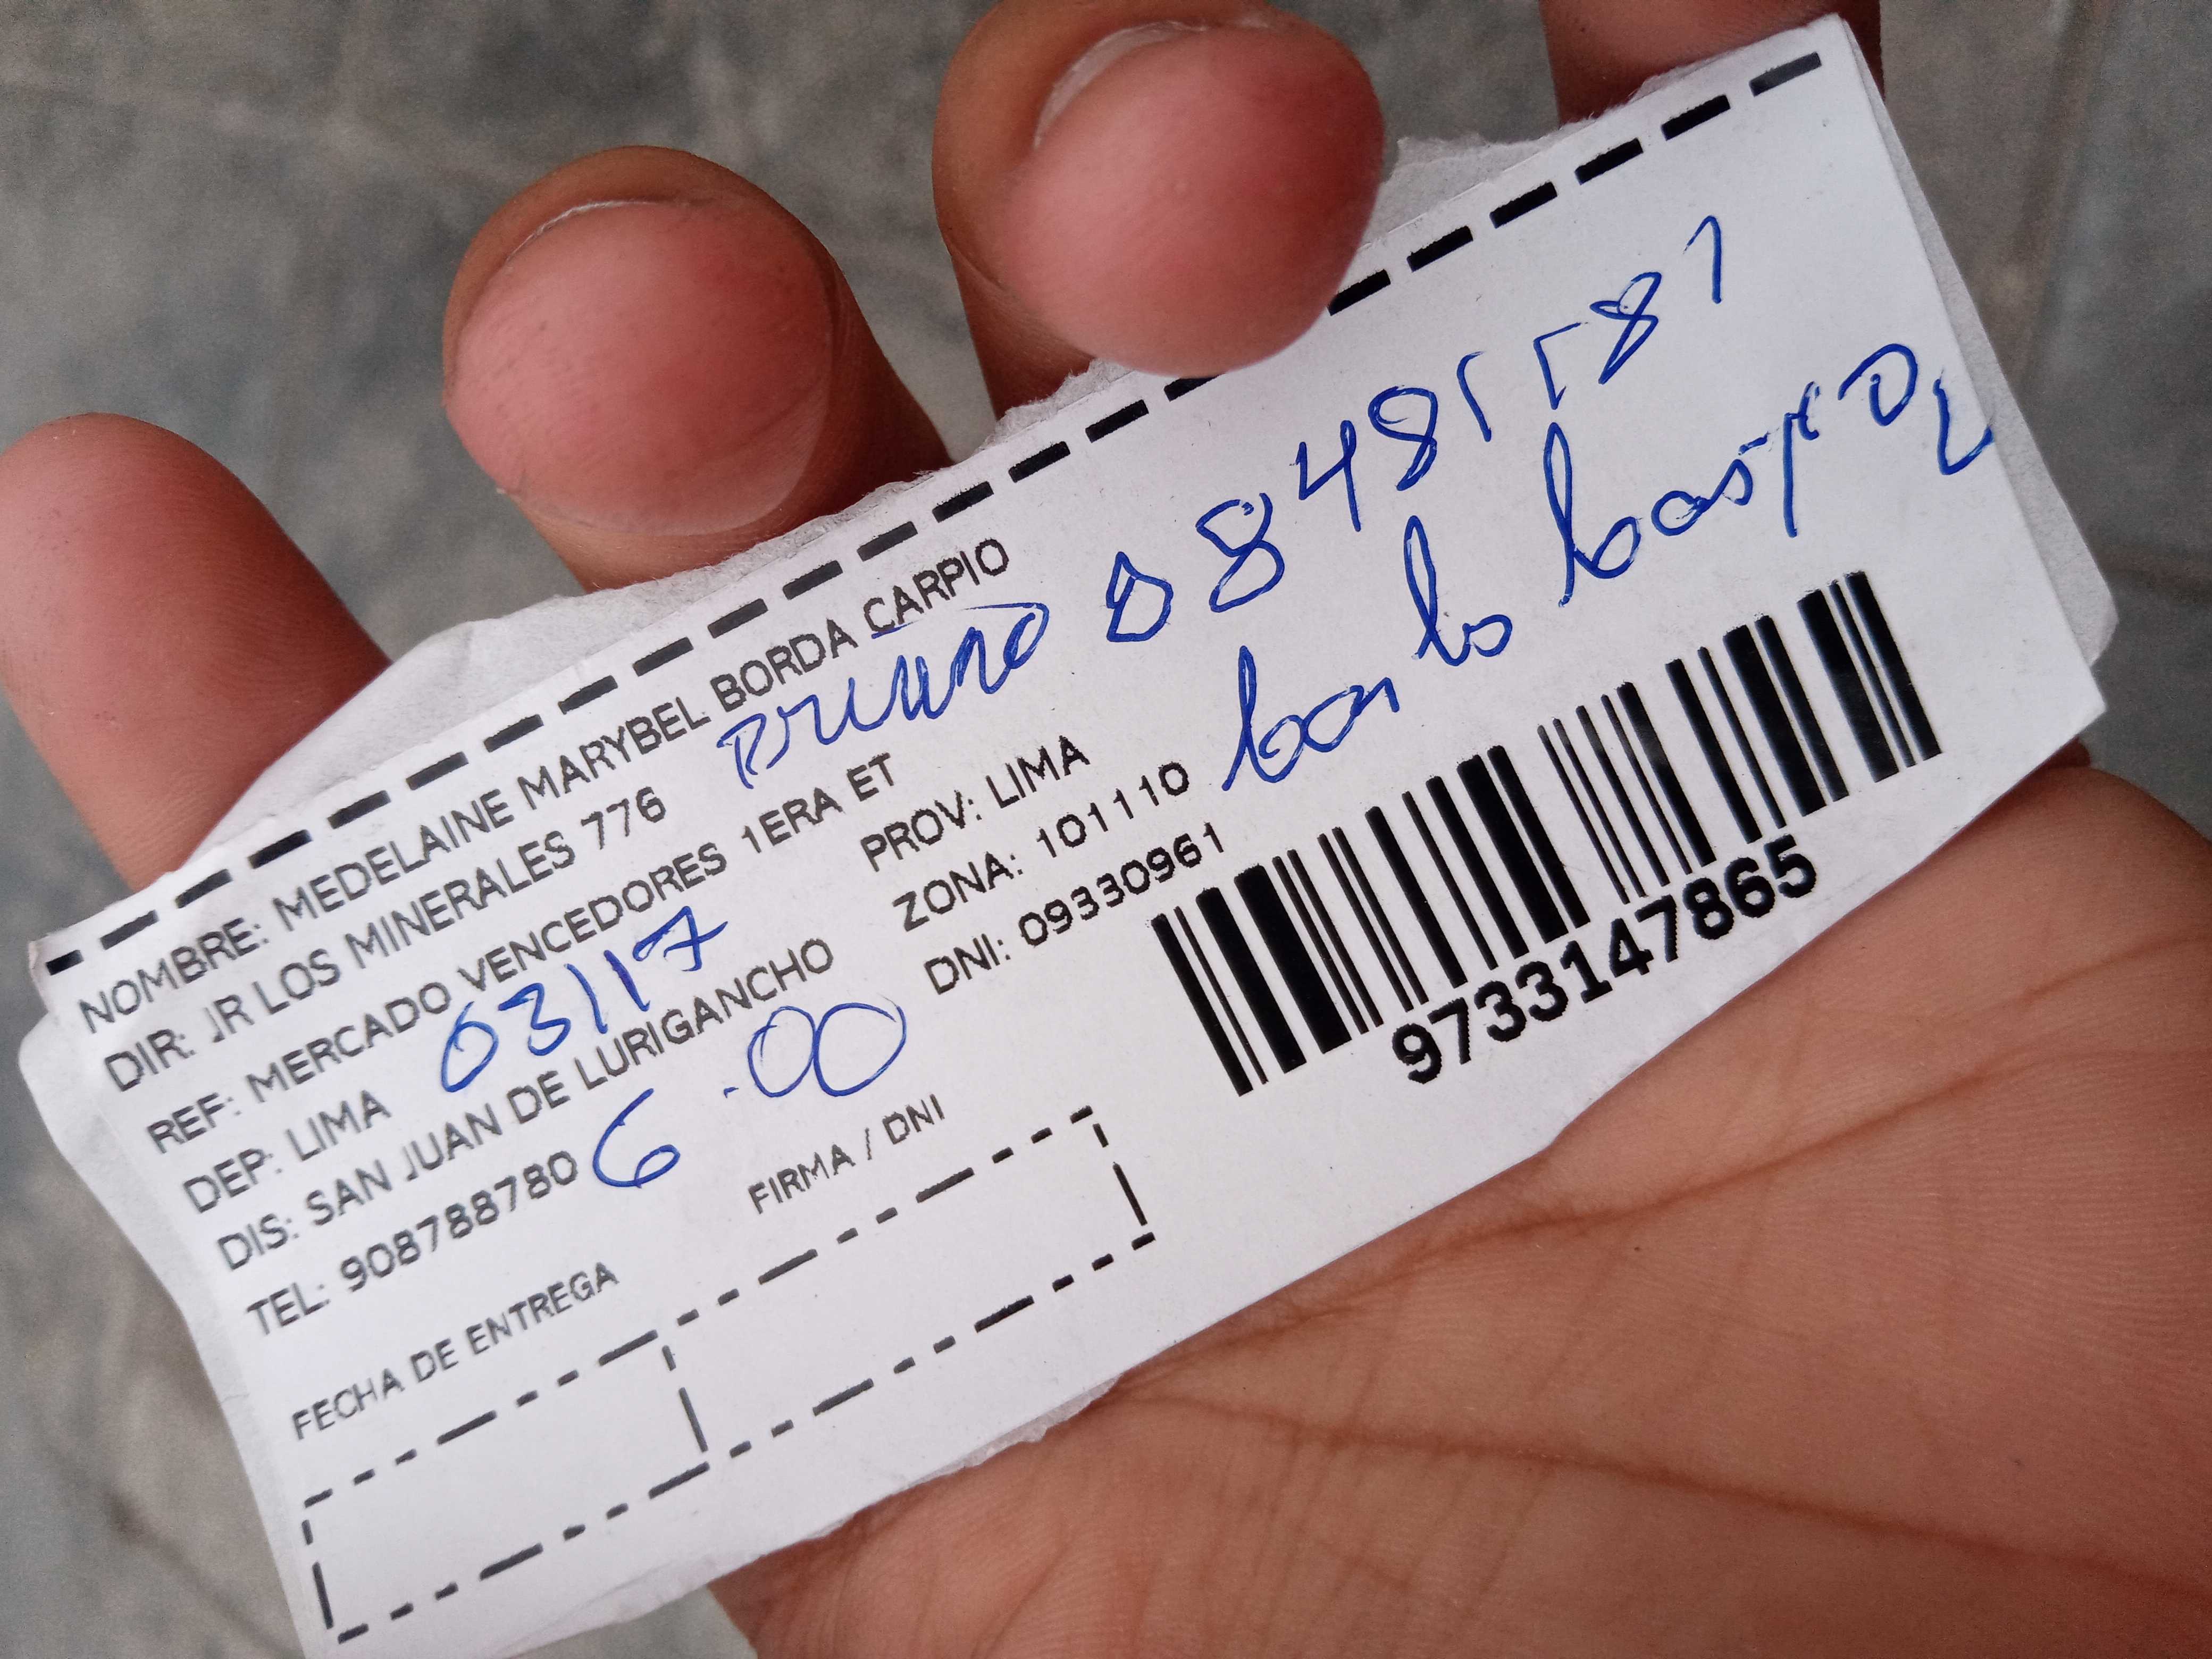 NOMBRE: MEDELAINE MARYBEL BORDA CARPIO
DIR: JR LOS MINERALES 776
primo 08485581
REF: MERCADO VENCEDORES 1ERA ET
DEP: LIMA PROV: LIMA
03117
DIS: SAN JUAN DE LURIGANCHO ZONA: 101110
TEL: 908788780 DNI: 09330961
6.00
FECHA DE ENTREGA FIRMA / DNI
9733147865